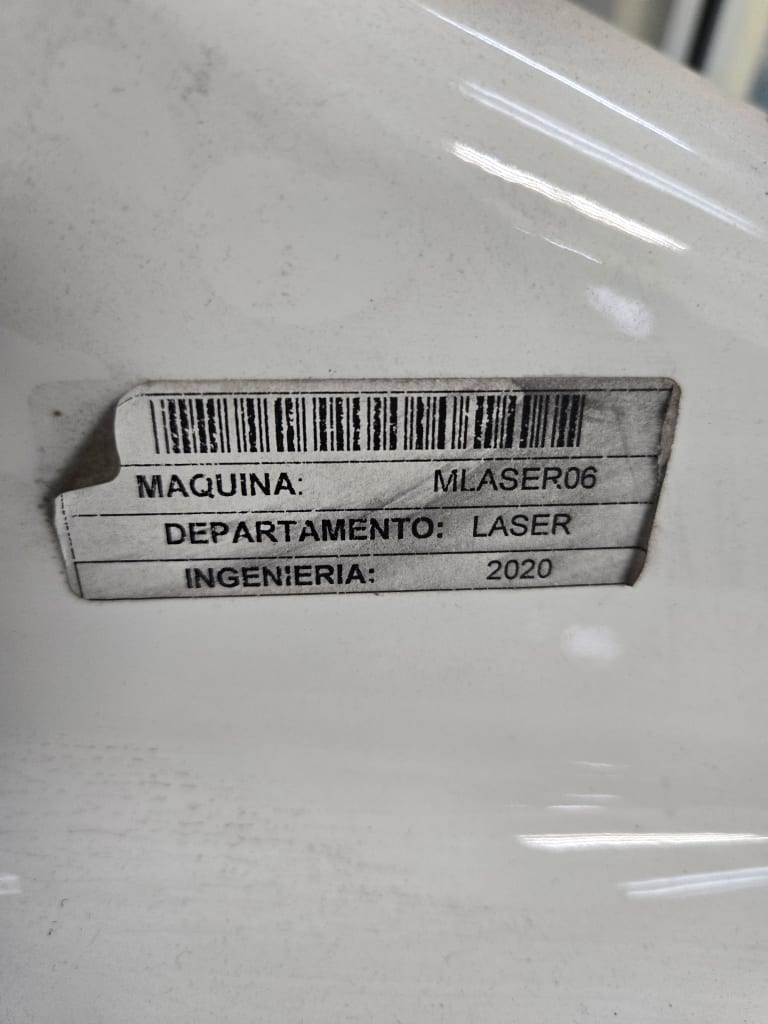 MAQUINA: MLASER06
DEPARTAMENTO: LASER
INGENIERIA: 2020